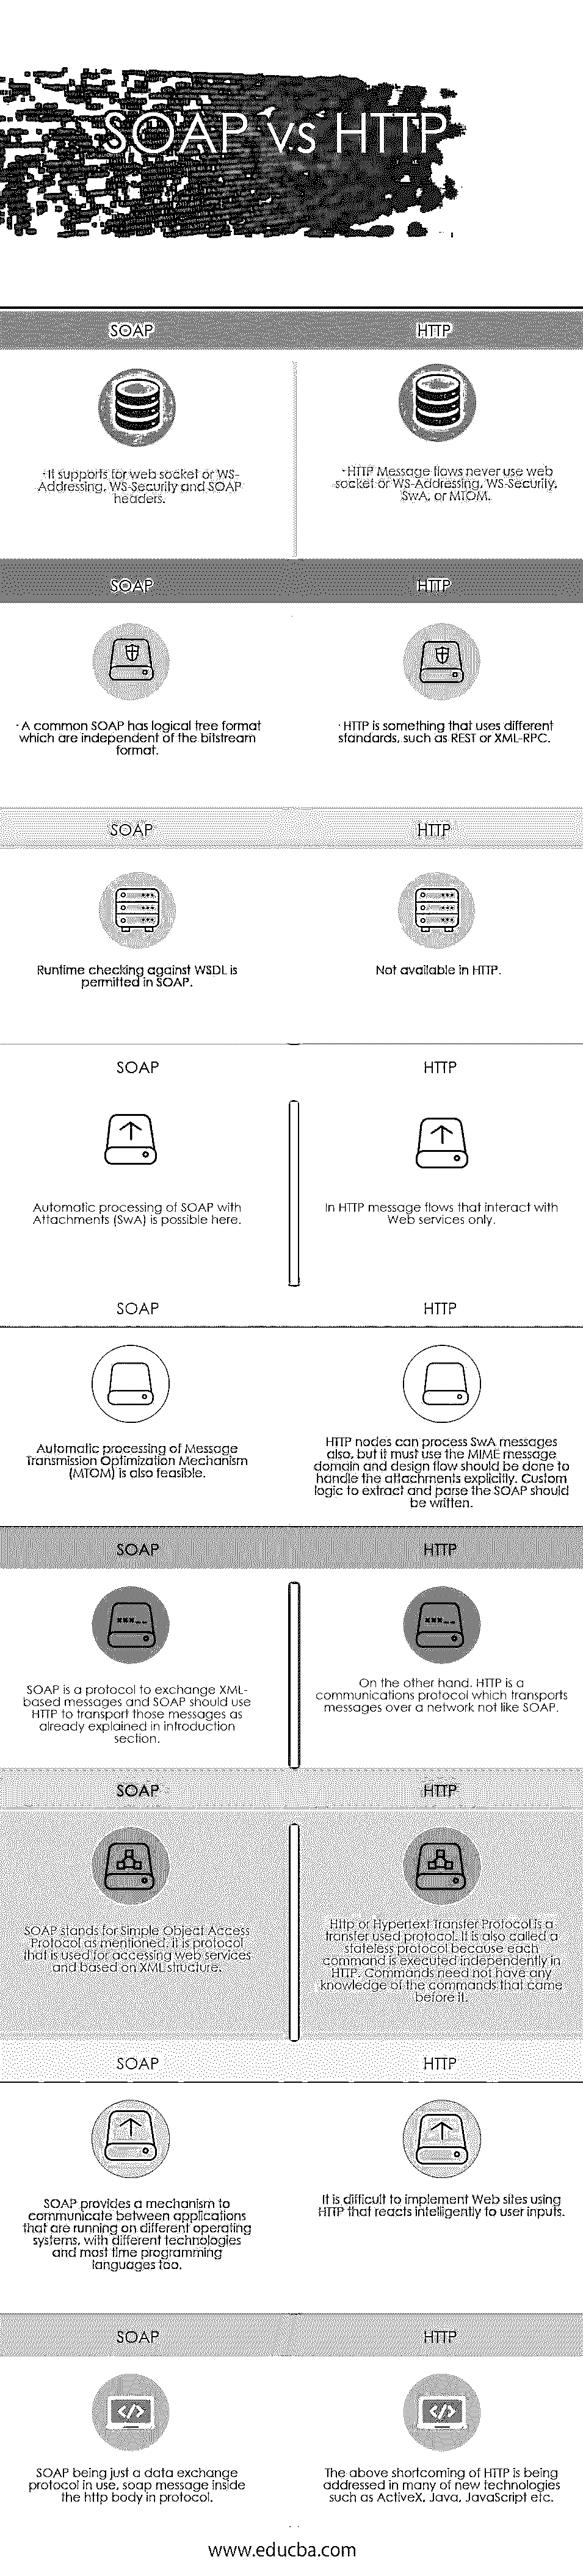 SOAP vs HTTP
SOAP
HTTP
· It supports for web socket or WS-
Addressing, WS-Security and SOAP
headers.
· HTTP Message flows never use web
socket or WS-Addressing, WS-Security,
SwA, or MTOM.
SOAP
HTTP
· A common SOAP has logical tree format
which are independent of the bitstream
format.
· HTTP is something that uses different
standards, such as REST or XML-RPC.
SOAP
HTTP
Runtime checking against WSDL is
permitted in SOAP.
Not available in HTTP.
SOAP
HTTP
Automatic processing of SOAP with
Attachments (SwA) is possible here.
In HTTP message flows that interact with
Web services only.
SOAP
HTTP
Automatic processing of Message
Transmission Optimization Mechanism
(MTOM) is also feasible.
HTTP nodes can process SwA messages
also, but it must use the MIME message
domain and design flow should be done to
handle the attachments explicitly. Custom
logic to extract and parse the SOAP should
be written.
SOAP
HTTP
SOAP is a protocol to exchange XML-
based messages and SOAP should use
HTTP to transport those messages as
already explained in introduction
section.
On the other hand. HTTP is a
communications protocol which transports
messages over a network not like SOAP.
SOAP
HTTP
SOAP stands for Simple Object Access
Protocol as mentioned; it is protocol
that is used for accessing web services
and based on XML structure.
Http or Hypertext Transfer Protocol is a
transfer used protocol. It is also called a
stateless protocol because each
command is executed independently in
HTTP. Commands need not have any
knowledge of the commands that came
before it.
SOAP
HTTP
SOAP provides a mechanism to
communicate between applications
that are running on different operating
systems, with different technologies
and most time programming
languages too.
It is difficult to implement Web sites using
HTTP that reacts intelligently to user inputs.
SOAP
HTTP
SOAP being just a data exchange
protocol in use, soap message inside
the http body in protocol.
The above shortcoming of HTTP is being
addressed in many of new technologies
such as ActiveX, Java, JavaScript etc.
www.educba.com